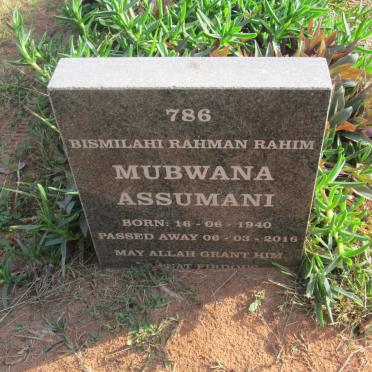 786
BISMILAHI RAHMAN RAHIM
MUBWANA
ASSUMANI
BORN: 16 - 06 - 1940
PASSED AWAY 06 - 03 - 2016
MAY ALLAH GRANT HIM